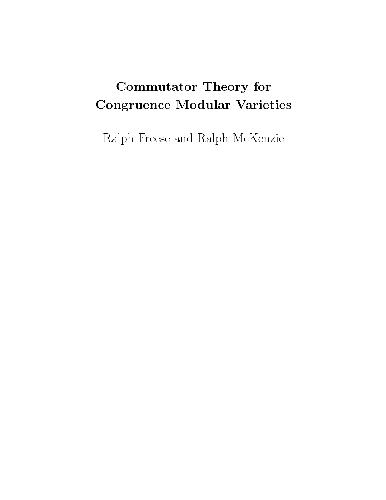 Commutator Theory for
Congruence Modular Varieties
Ralph Freese and Ralph McKenzie